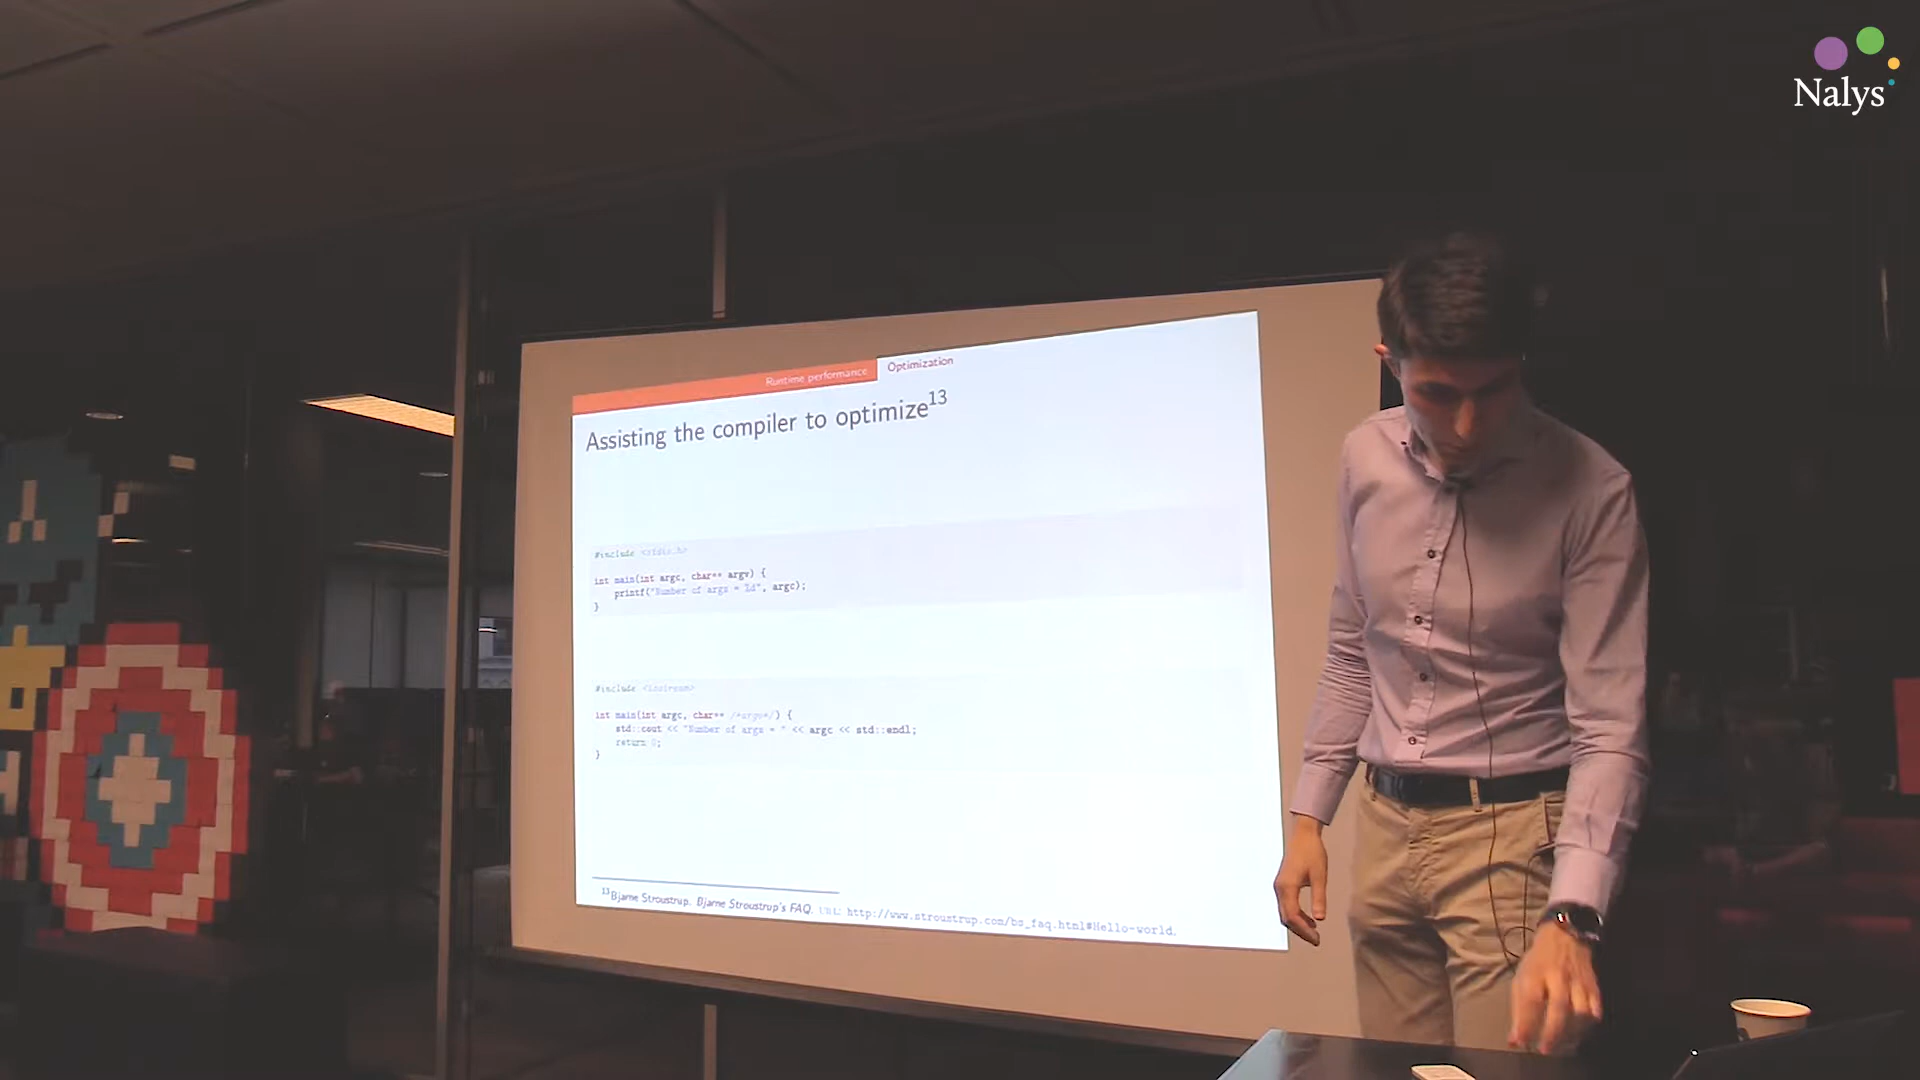 Nalys
Runtime performance Optimization
Assisting the compiler to optimize13
#include <stdio.h>
int main(int argc, char** argv) {
printf("Number of args = %d", argc);
}
#include <iostream>
int main(int argc, char** /*argv*/) {
std::cout << "Number of args = " << argc << std::endl;
return 0;
}
13Bjarne Stroustrup. Bjarne Stroustrup's FAQ. URL: http://www.stroustrup.com/bs_faq.html#Hello-world.